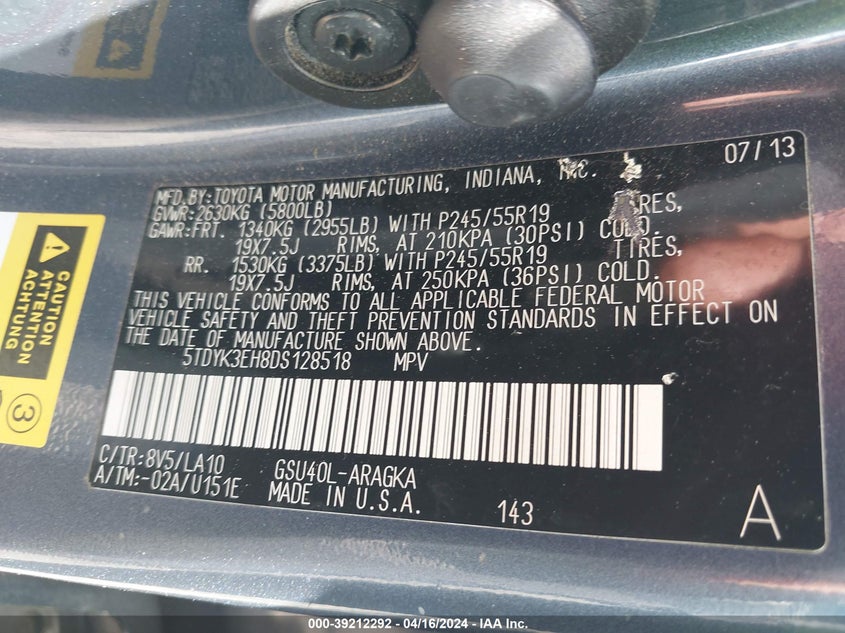 07/13
MFD.BY: TOYOTA MOTOR MANUFACTURING, INDIANA, INC.
GVWR: 2630KG (5800LB)
GAWR: FRT. 1340KG (2955LB) WITH P245/55R19
19X7.5J RIMS, AT 210KPA (30PSI) COLD.
RR. 1530KG (3375LB) WITH P245/55R19 TIRES,
19X7.5J RIMS, AT 250KPA (36PSI) COLD.
THIS VEHICLE CONFORMS TO ALL APPLICABLE FEDERAL MOTOR
VEHICLE SAFETY AND THEFT PREVENTION STANDARDS IN EFFECT ON
THE DATE OF MANUFACTURE SHOWN ABOVE.
5TDYK3EH8DS128518 MPV
C/TR: 8V5/LA10 GSU40L-ARAGKA
A/TM:-02A/U151E MADE IN U.S.A. 143 A
CAUTION
ATTENTION
ACHTUNG
3
000-39212292 - 04/16/2024 - IAA Inc.